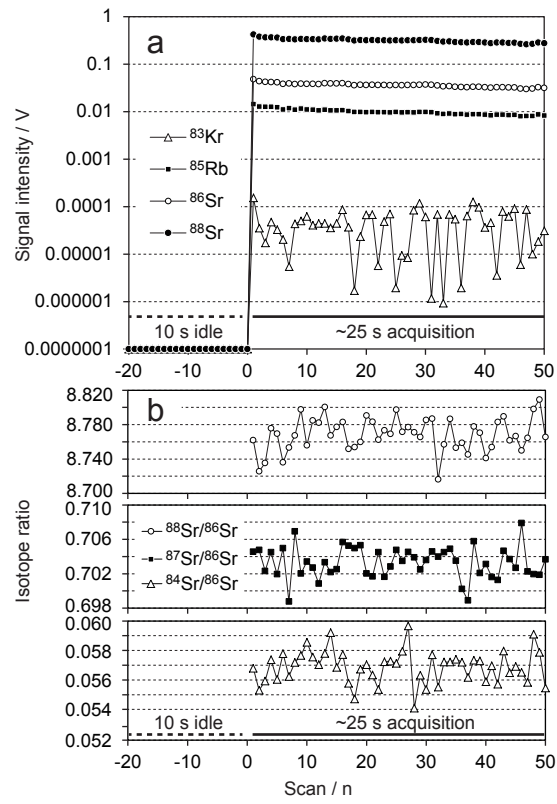 a
1
0.1
0.01
0.001
0.0001
0.00001
0.000001
0.0000001
Signal intensity / V
⁸³Kr
⁸⁵Rb
⁸⁶Sr
⁸⁸Sr
10 s idle
~25 s acquisition
-20 -10 0 10 20 30 40 50
b
8.820
8.780
8.740
8.700
0.706
0.702
0.698
0.060
0.058
0.056
0.054
0.052
Isotope ratio
⁸⁸Sr/⁸⁶Sr
⁸⁷Sr/⁸⁶Sr
⁸⁴Sr/⁸⁶Sr
10 s idle
~25 s acquisition
-20 -10 0 10 20 30 40 50
Scan / n